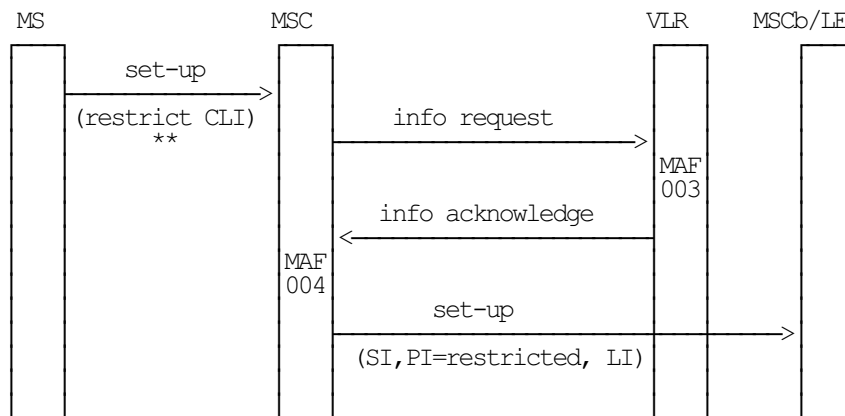 MS MSC VLR MSCb/LE
set-up
(restrict CLI)
**
info request
MAF
003
info acknowledge
MAF
004
set-up
(SI,PI=restricted, LI)